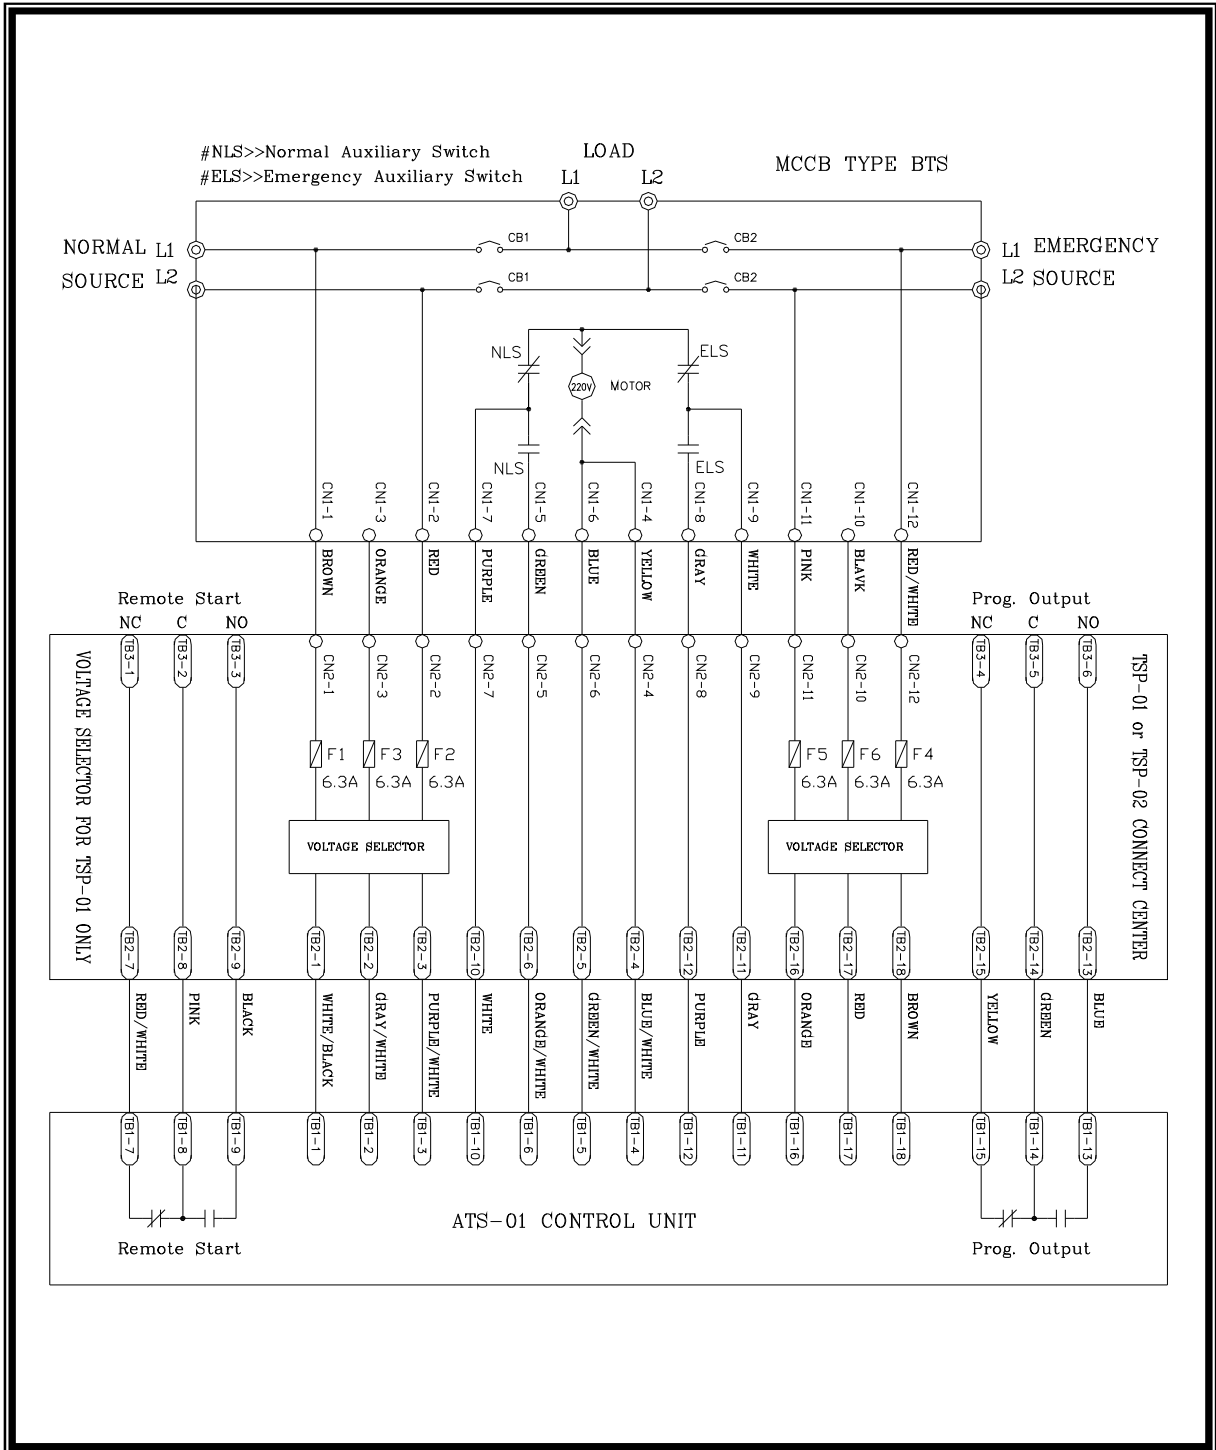 #NLS>>Normal Auxiliary Switch
#ELS>>Emergency Auxiliary Switch
LOAD
L1 L2
MCCB TYPE BTS
NORMAL L1
SOURCE L2
L1 EMERGENCY
L2 SOURCE
CB1 CB2
CB1 CB2
NLS ELS
220V MOTOR
NLS ELS
CN1-1 CN1-3 CN1-2 CN1-7 CN1-5 CN1-6 CN1-4 CN1-8 CN1-9 CN1-11 CN1-10 CN1-12
BROWN ORANGE RED PURPLE GREEN BLUE YELLOW GRAY WHITE PINK BLAVK RED/WHITE
Remote Start
NC C NO
Prog. Output
NC C NO
TB3-1 TB3-2 TB3-3
CN2-1 CN2-3 CN2-2 CN2-7 CN2-5 CN2-6 CN2-4 CN2-8 CN2-9 CN2-11 CN2-10 CN2-12
TB3-4 TB3-5 TB3-6
VOLTAGE SELECTOR FOR TSP-01 ONLY
TSP-01 or TSP-02 CONNECT CENTER
F1 F3 F2 F5 F6 F4
6.3A 6.3A 6.3A 6.3A 6.3A 6.3A
VOLTAGE SELECTOR
VOLTAGE SELECTOR
TB2-7 TB2-8 TB2-9 TB2-1 TB2-2 TB2-3 TB2-10 TB2-6 TB2-5 TB2-4 TB2-12 TB2-11 TB2-16 TB2-17 TB2-18 TB2-15 TB2-14 TB2-13
RED/WHITE PINK BLACK WHITE/BLACK GRAY/WHITE PURPLE/WHITE WHITE ORANGE/WHITE GREEN/WHITE BLUE/WHITE PURPLE GRAY ORANGE RED BROWN YELLOW GREEN BLUE
TB1-7 TB1-8 TB1-9 TB1-1 TB1-2 TB1-3 TB1-10 TB1-6 TB1-5 TB1-4 TB1-12 TB1-11 TB1-16 TB1-17 TB1-18 TB1-15 TB1-14 TB1-13
ATS-01 CONTROL UNIT
Remote Start
Prog. Output